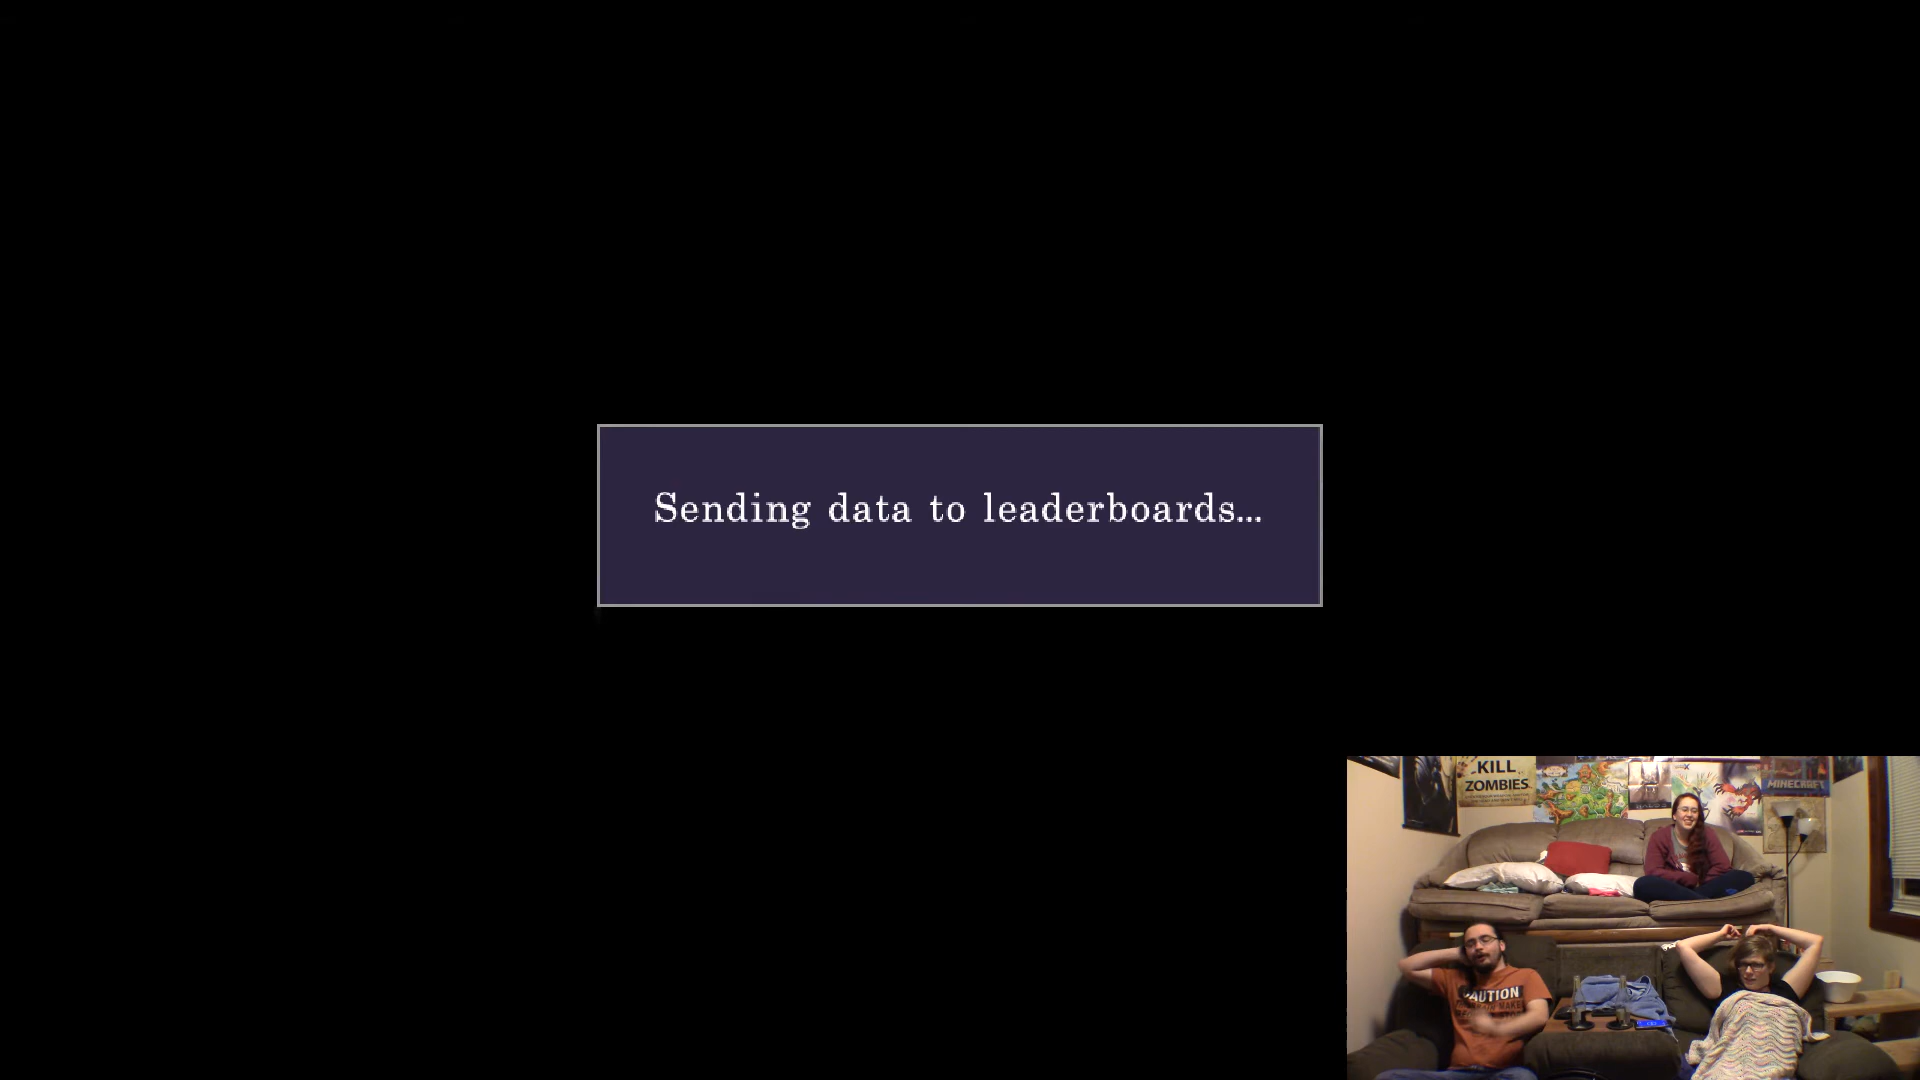 Sending data to leaderboards...
KILL
ZOMBIES
MINECRAFT
CAUTION